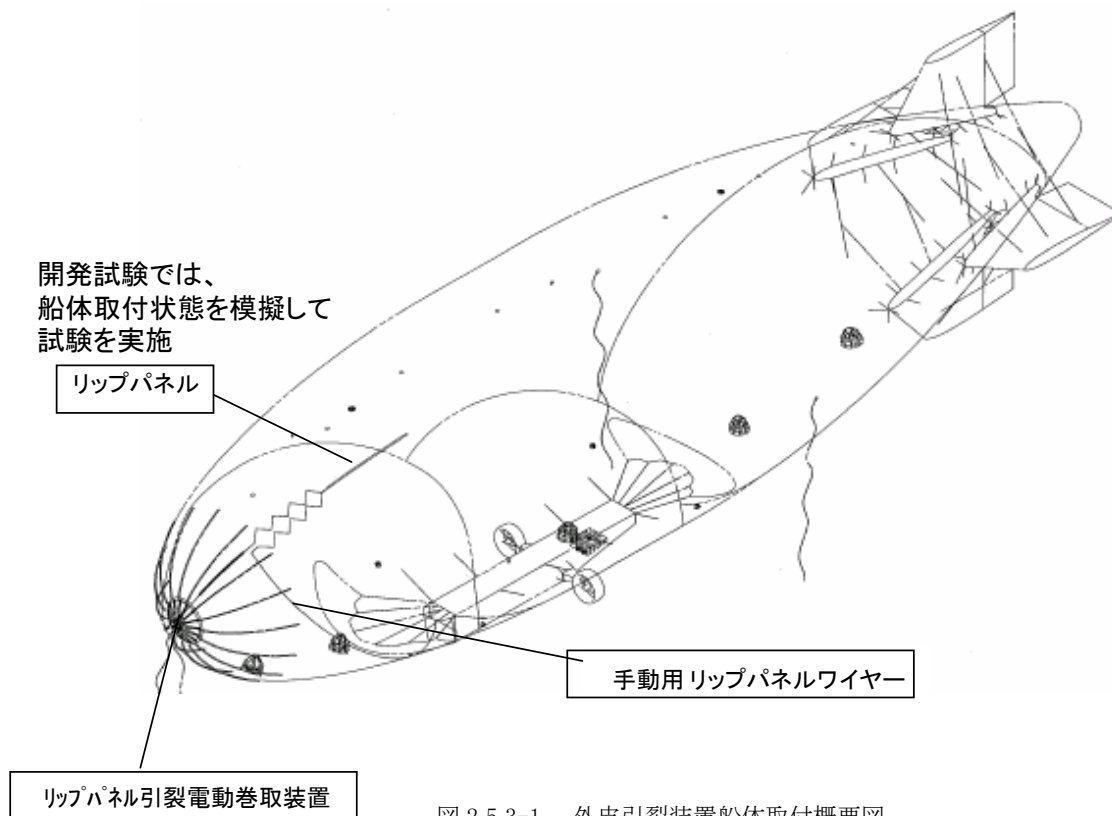 開発試験では、
船体取付状態を模擬して
試験を実施
リップパネル
手動用リップパネルワイヤー
ﾘｯﾌﾟﾊﾟﾈﾙ引裂電動巻取装置
図 2.5.3-1 外皮引裂装置船体取付概要図